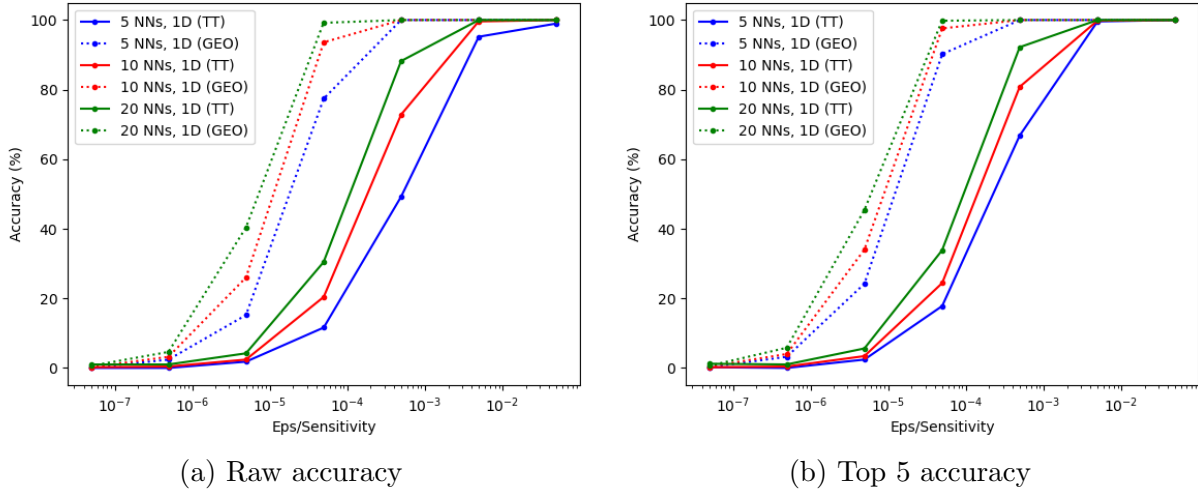 5 NNs, 1D (TT)
5 NNs, 1D (GEO)
10 NNs, 1D (TT)
10 NNs, 1D (GEO)
20 NNs, 1D (TT)
20 NNs, 1D (GEO)
100
80
60
40
20
0
Accuracy (%)
10⁻⁷ 10⁻⁶ 10⁻⁵ 10⁻⁴ 10⁻³ 10⁻²
Eps/Sensitivity
(a) Raw accuracy
5 NNs, 1D (TT)
5 NNs, 1D (GEO)
10 NNs, 1D (TT)
10 NNs, 1D (GEO)
20 NNs, 1D (TT)
20 NNs, 1D (GEO)
100
80
60
40
20
0
Accuracy (%)
10⁻⁷ 10⁻⁶ 10⁻⁵ 10⁻⁴ 10⁻³ 10⁻²
Eps/Sensitivity
(b) Top 5 accuracy